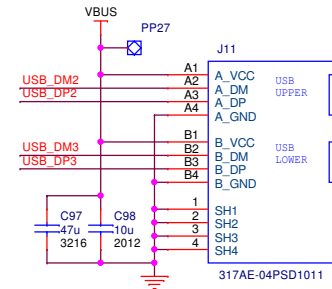 VBUS
PP27
J11
A1 A_VCC USB
USB_DM2 A2 A_DM UPPER
USB_DP2 A3 A_DP
A4 A_GND
B1 B_VCC USB
USB_DM3 B2 B_DM LOWER
USB_DP3 B3 B_DP
B4 B_GND
1 SH1
2 SH2
3 SH3
4 SH4
C97 C98
47u 10u
3216 2012
317AE-04PSD1011